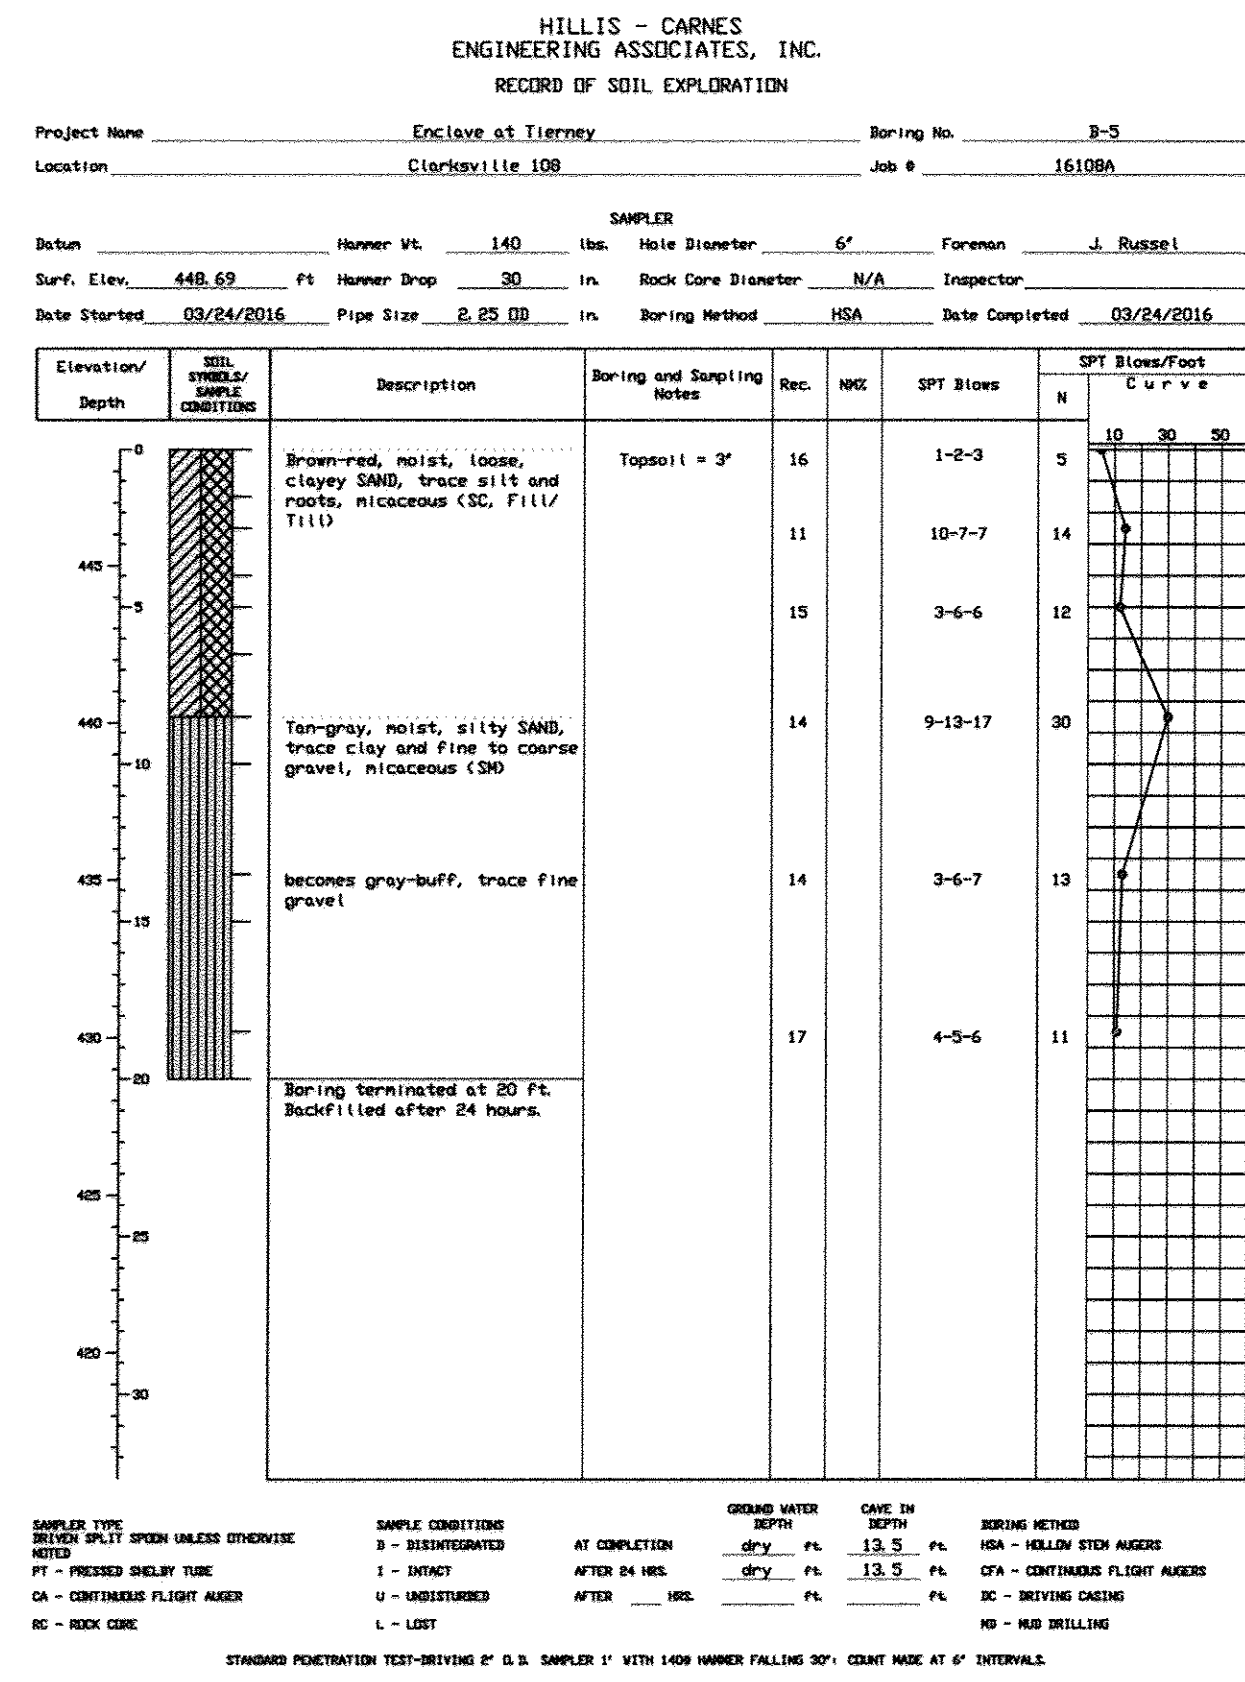 HILLIS - CARNES
ENGINEERING ASSOCIATES, INC.
RECORD OF SOIL EXPLORATION
Project Name Enclave at Tierney Boring No. B-5
Location Clarksville 108 Job # 16108A
SAMPLER
Datum Hammer Wt. 140 lbs. Hole Diameter 6" Foreman J. Russel
Surf. Elev. 448.69 ft Hammer Drop 30 in. Rock Core Diameter N/A Inspector
Date Started 03/24/2016 Pipe Size 2.25 OD in. Boring Method HSA Date Completed 03/24/2016
Elevation/ Depth
SOIL SYMBOLS/ SAMPLE CONDITIONS
Description
Boring and Sampling Notes
Rec.
NM%
SPT Blows
SPT Blows/Foot
N
Curve
10 30 50
0
Brown-red, moist, loose, Topsoil = 3" 16 1-2-3 5
clayey SAND, trace silt and
roots, micaceous (SC, Fill/
Till)
11 10-7-7 14
445
5 15 3-6-6 12
440 Tan-gray, moist, silty SAND, 14 9-13-17 30
trace clay and fine to coarse
10 gravel, micaceous (SM)
435 becomes gray-buff, trace fine 14 3-6-7 13
gravel
15
430 17 4-5-6 11
20
Boring terminated at 20 ft.
Backfilled after 24 hours.
425
25
420
30
GROUND WATER DEPTH CAVE IN DEPTH
SAMPLER TYPE SAMPLE CONDITIONS BORING METHOD
DRIVEN SPLIT SPOON UNLESS OTHERWISE NOTED D - DISINTEGRATED AT COMPLETION dry ft. 13.5 ft. HSA - HOLLOW STEM AUGERS
PT - PRESSED SHELBY TUBE I - INTACT AFTER 24 HRS. dry ft. 13.5 ft. CFA - CONTINUOUS FLIGHT AUGERS
CA - CONTINUOUS FLIGHT AUGER U - UNDISTURBED AFTER HRS. ft. ft. DC - DRIVING CASING
RC - ROCK CORE L - LOST MD - MUD DRILLING
STANDARD PENETRATION TEST-DRIVING 2" O.D. SAMPLER 1' WITH 140# HAMMER FALLING 30"; COUNT MADE AT 6" INTERVALS.